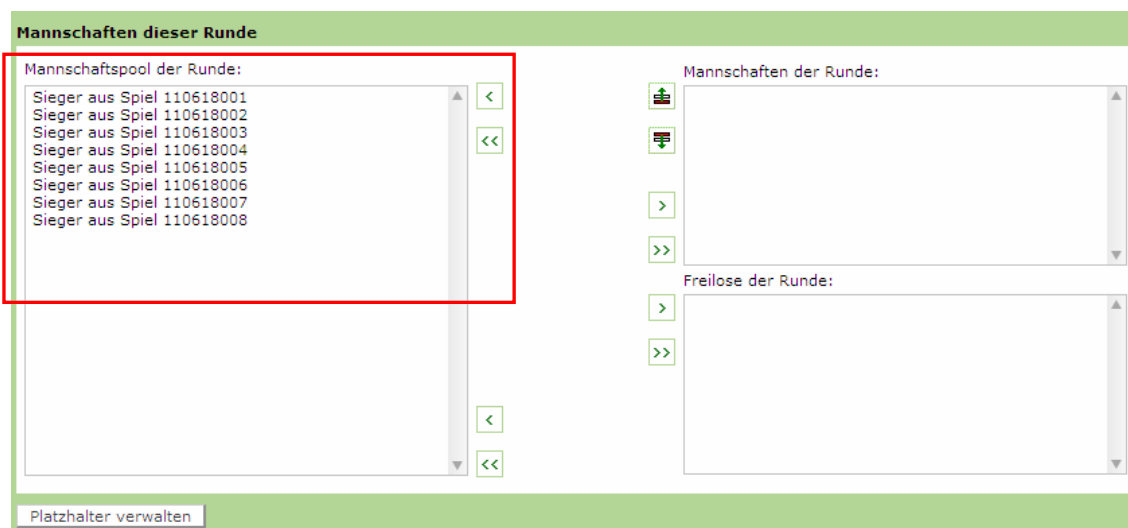 Mannschaften dieser Runde
Mannschaftspool der Runde:
Sieger aus Spiel 110618001
Sieger aus Spiel 110618002
Sieger aus Spiel 110618003
Sieger aus Spiel 110618004
Sieger aus Spiel 110618005
Sieger aus Spiel 110618006
Sieger aus Spiel 110618007
Sieger aus Spiel 110618008
<
<<
<
<<
Mannschaften der Runde:
>
>>
Freilose der Runde:
>
>>
Platzhalter verwalten